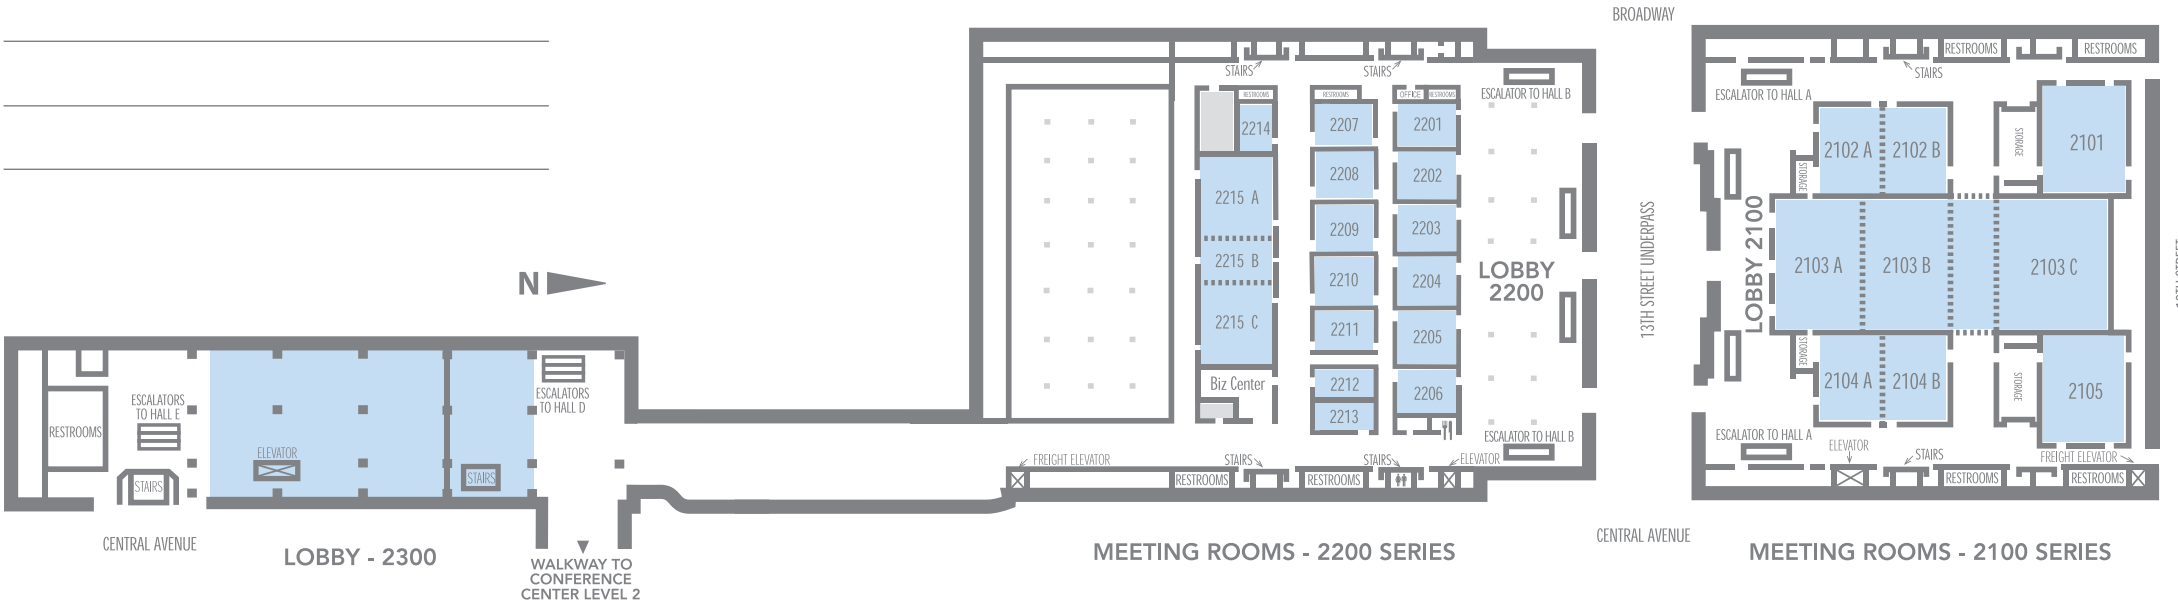 BROADWAY
RESTROOMS
RESTROOMS
STAIRS
STAIRS
STAIRS
ESCALATOR TO HALL B
ESCALATOR TO HALL A
RESTROOMS
RESTROOMS
OFFICE
RESTROOMS
2214
2207
2201
2215 A
2208
2202
2209
2203
2215 B
2210
2204
2215 C
2211
2205
Biz Center
2212
2206
2213
LOBBY
2200
ESCALATOR TO HALL B
13TH STREET UNDERPASS
LOBBY 2100
STORAGE
2102 A
2102 B
STORAGE
2101
2103 A
2103 B
2103 C
STORAGE
2104 A
2104 B
STORAGE
2105
ESCALATOR TO HALL A
ELEVATOR
STAIRS
FREIGHT ELEVATOR
RESTROOMS
RESTROOMS
N
ESCALATORS
TO HALL E
RESTROOMS
STAIRS
ELEVATOR
STAIRS
ESCALATORS
TO HALL D
FREIGHT ELEVATOR
STAIRS
STAIRS
ELEVATOR
RESTROOMS
RESTROOMS
CENTRAL AVENUE
LOBBY - 2300
WALKWAY TO
CONFERENCE
CENTER LEVEL 2
MEETING ROOMS - 2200 SERIES
CENTRAL AVENUE
MEETING ROOMS - 2100 SERIES